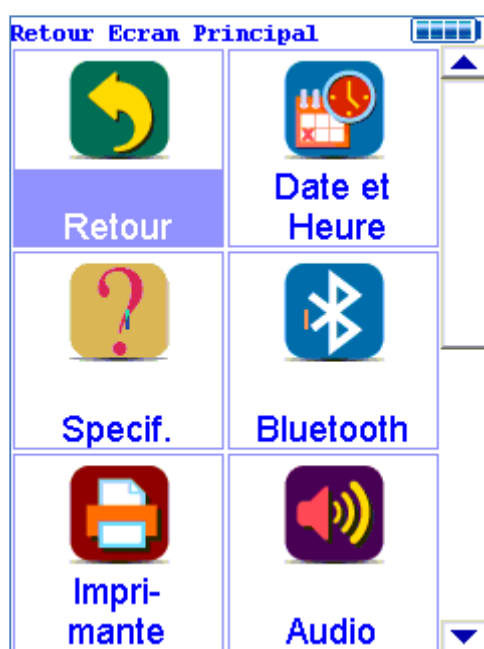 Retour Ecran Principal
Retour
Date et
Heure
Specif.
Bluetooth
Impri-
mante
Audio